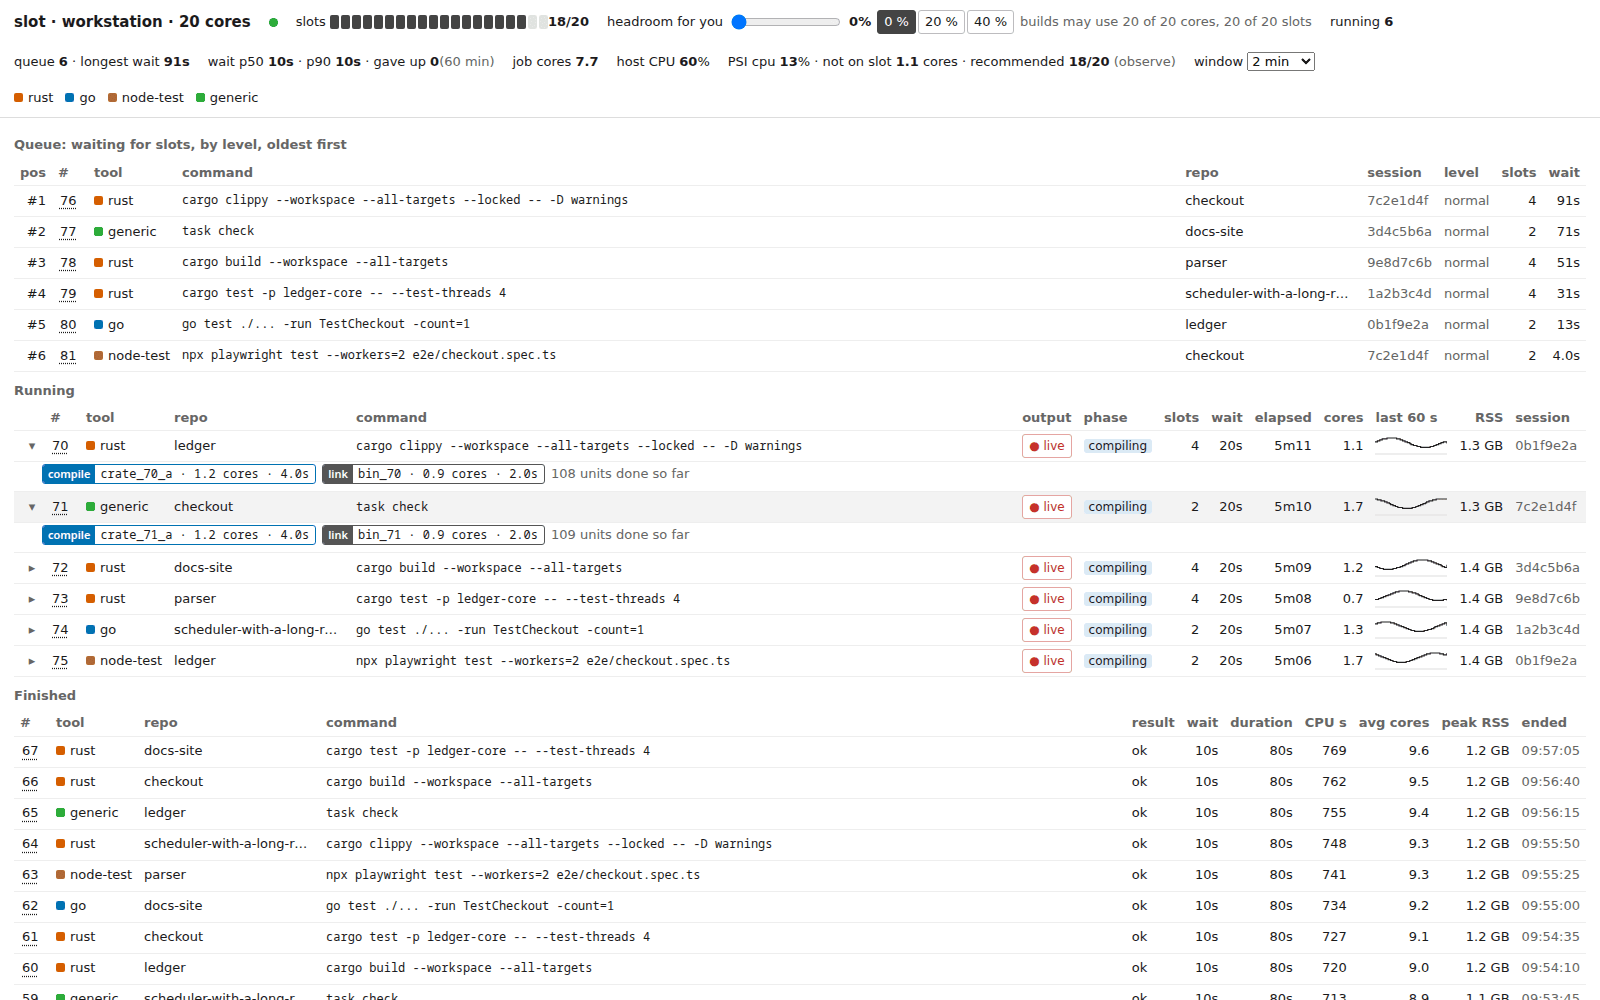 slot · workstation · 20 cores ● slots 18/20 headroom for you 0% 0 % 20 % 40 % builds may use 20 of 20 cores, 20 of 20 slots running 6
queue 6 · longest wait 91s wait p50 10s · p90 10s · gave up 0(60 min) job cores 7.7 host CPU 60% PSI cpu 13% · not on slot 1.1 cores · recommended 18/20 (observe) window 2 min
rust go node-test generic
Queue: waiting for slots, by level, oldest first
pos # tool command repo session level slots wait
#1 76 rust cargo clippy --workspace --all-targets --locked -- -D warnings checkout 7c2e1d4f normal 4 91s
#2 77 generic task check docs-site 3d4c5b6a normal 2 71s
#3 78 rust cargo build --workspace --all-targets parser 9e8d7c6b normal 4 51s
#4 79 rust cargo test -p ledger-core -- --test-threads 4 scheduler-with-a-long-r… 1a2b3c4d normal 4 31s
#5 80 go go test ./... -run TestCheckout -count=1 ledger 0b1f9e2a normal 2 13s
#6 81 node-test npx playwright test --workers=2 e2e/checkout.spec.ts checkout 7c2e1d4f normal 2 4.0s
Running
# tool repo command output phase slots wait elapsed cores last 60 s RSS session
▾ 70 rust ledger cargo clippy --workspace --all-targets --locked -- -D warnings ● live compiling 4 20s 5m11 1.1 1.3 GB 0b1f9e2a
compile crate_70_a · 1.2 cores · 4.0s link bin_70 · 0.9 cores · 2.0s 108 units done so far
▾ 71 generic checkout task check ● live compiling 2 20s 5m10 1.7 1.3 GB 7c2e1d4f
compile crate_71_a · 1.2 cores · 4.0s link bin_71 · 0.9 cores · 2.0s 109 units done so far
▸ 72 rust docs-site cargo build --workspace --all-targets ● live compiling 4 20s 5m09 1.2 1.4 GB 3d4c5b6a
▸ 73 rust parser cargo test -p ledger-core -- --test-threads 4 ● live compiling 4 20s 5m08 0.7 1.4 GB 9e8d7c6b
▸ 74 go scheduler-with-a-long-r… go test ./... -run TestCheckout -count=1 ● live compiling 2 20s 5m07 1.3 1.4 GB 1a2b3c4d
▸ 75 node-test ledger npx playwright test --workers=2 e2e/checkout.spec.ts ● live compiling 2 20s 5m06 1.7 1.4 GB 0b1f9e2a
Finished
# tool repo command result wait duration CPU s avg cores peak RSS ended
67 rust docs-site cargo test -p ledger-core -- --test-threads 4 ok 10s 80s 769 9.6 1.2 GB 09:57:05
66 rust checkout cargo build --workspace --all-targets ok 10s 80s 762 9.5 1.2 GB 09:56:40
65 generic ledger task check ok 10s 80s 755 9.4 1.2 GB 09:56:15
64 rust scheduler-with-a-long-r… cargo clippy --workspace --all-targets --locked -- -D warnings ok 10s 80s 748 9.3 1.2 GB 09:55:50
63 node-test parser npx playwright test --workers=2 e2e/checkout.spec.ts ok 10s 80s 741 9.3 1.2 GB 09:55:25
62 go docs-site go test ./... -run TestCheckout -count=1 ok 10s 80s 734 9.2 1.2 GB 09:55:00
61 rust checkout cargo test -p ledger-core -- --test-threads 4 ok 10s 80s 727 9.1 1.2 GB 09:54:35
60 rust ledger cargo build --workspace --all-targets ok 10s 80s 720 9.0 1.2 GB 09:54:10
59 generic scheduler-with-a-long-r… task check ok 10s 80s 713 8.9 1.1 GB 09:53:45